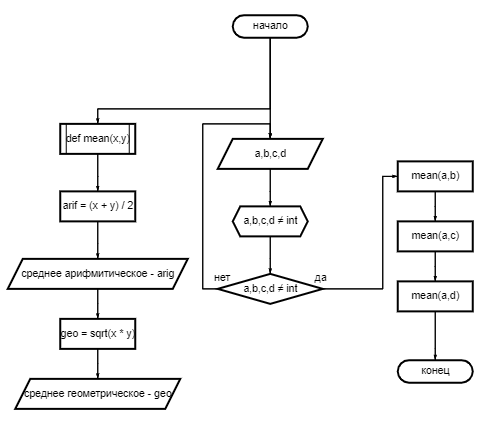 начало
def mean(x,y)
arif = (x + y) / 2
среднее арифмитическое - arig
geo = sqrt(x * y)
среднее геометрическое - geo
a,b,c,d
a,b,c,d ≠ int
нет
a,b,c,d ≠ int
да
mean(a,b)
mean(a,c)
mean(a,d)
конец